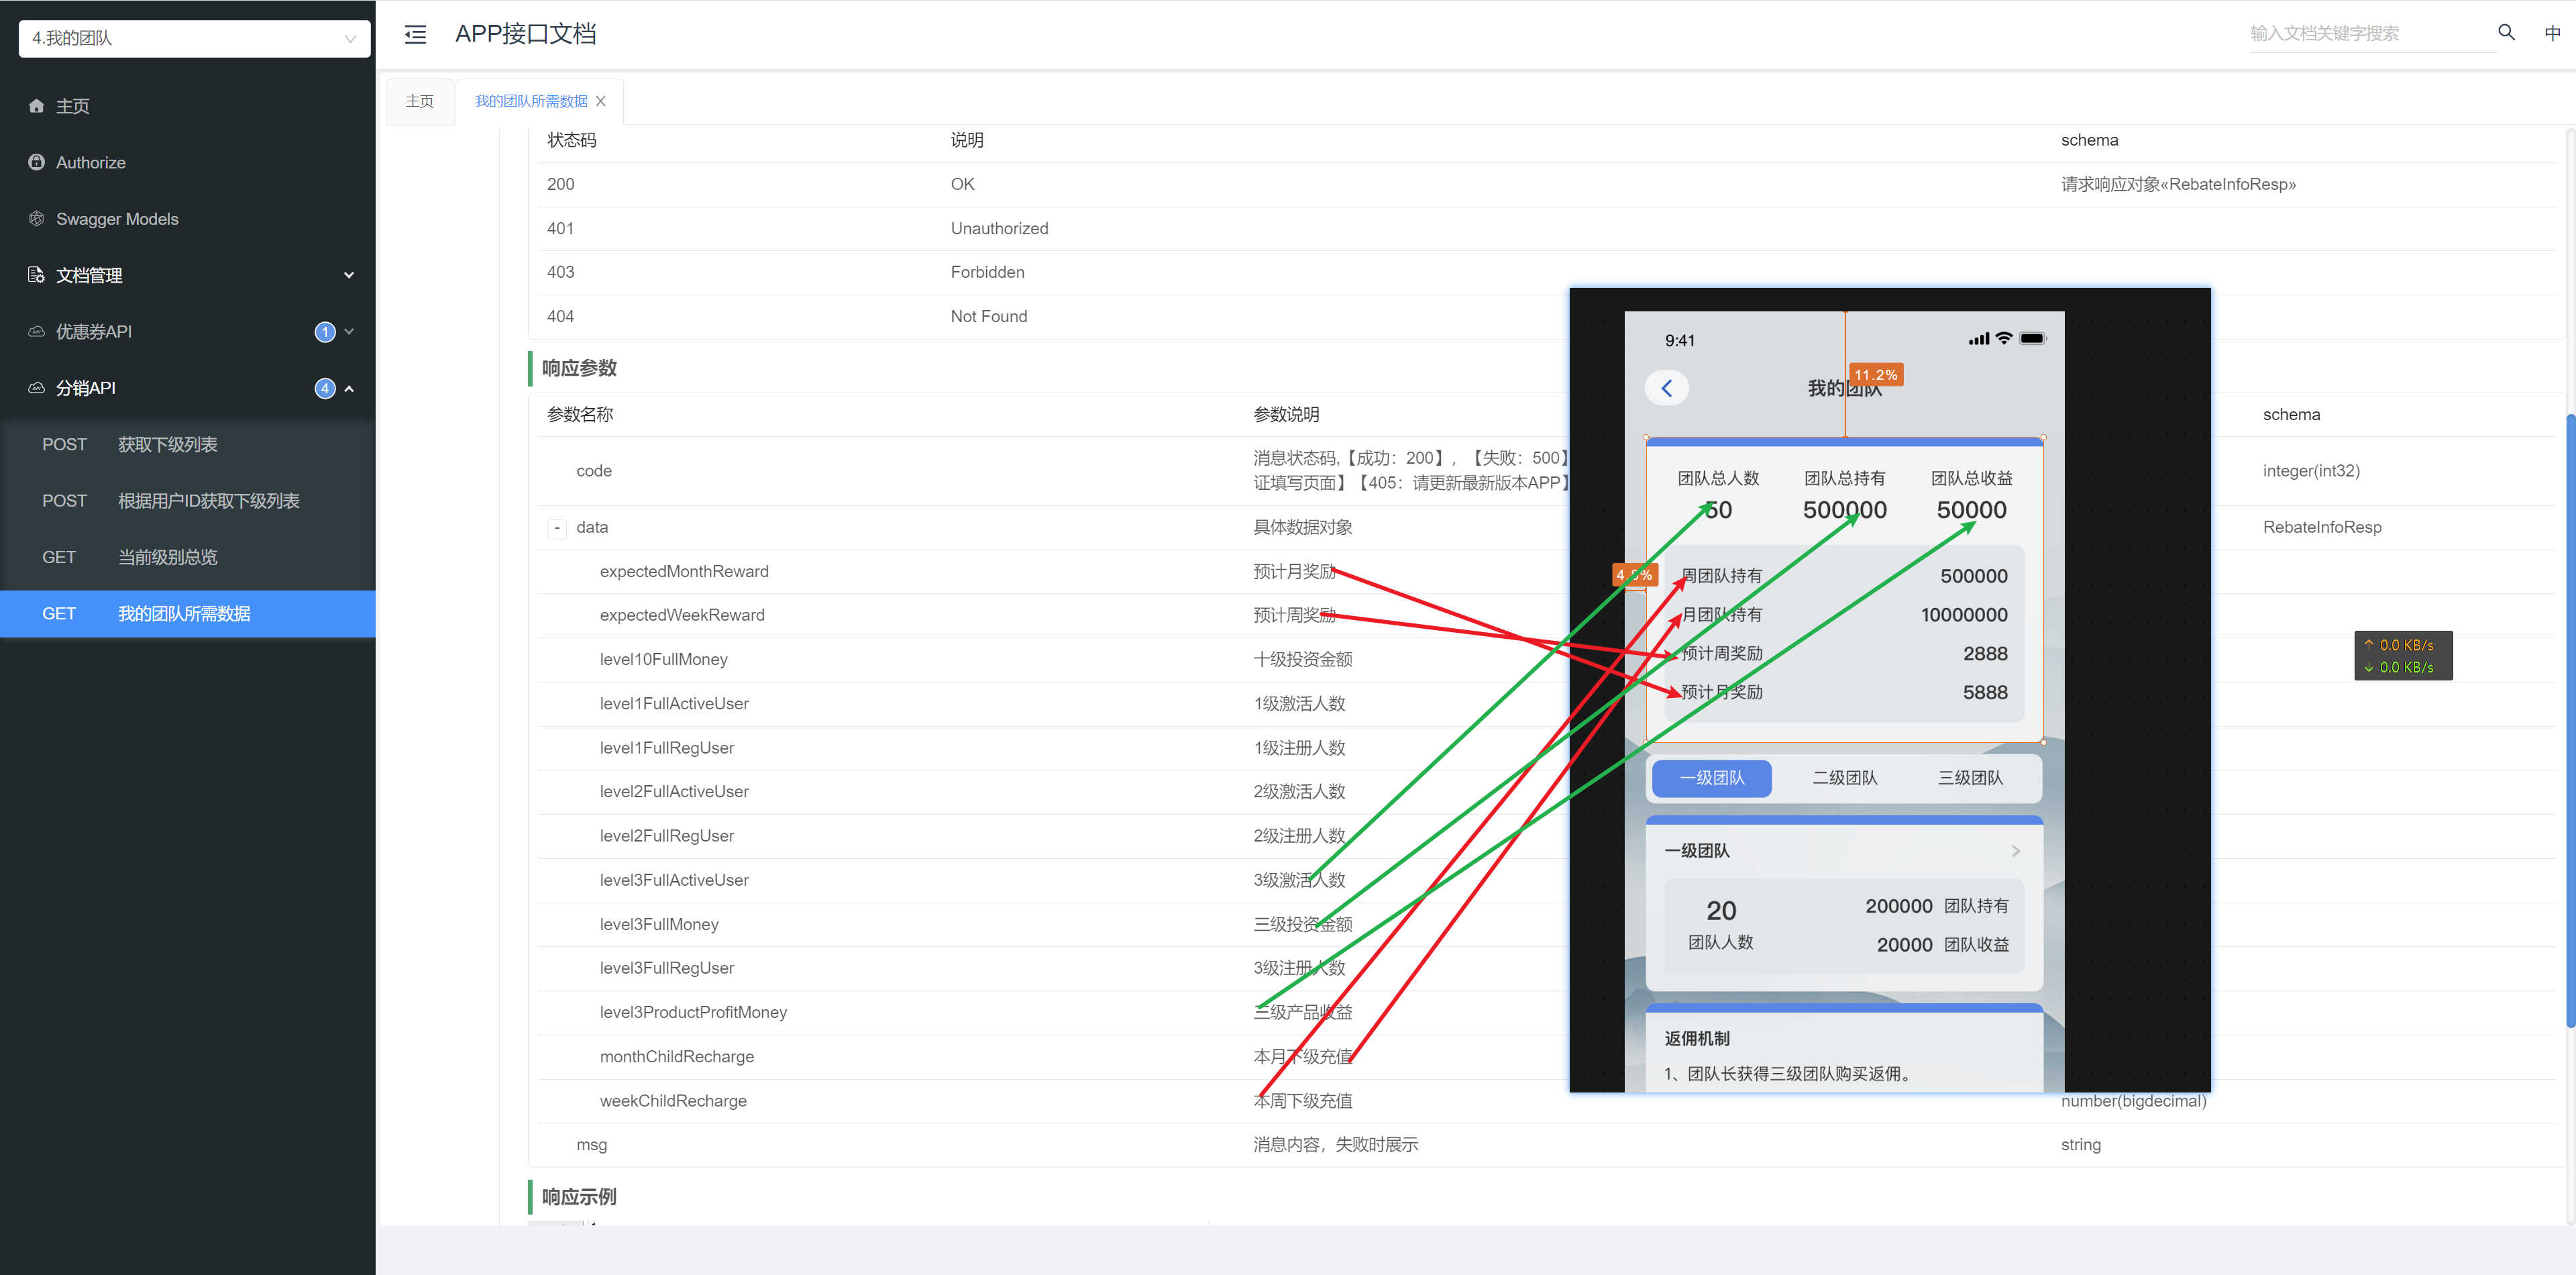 4.我的团队
APP接口文档
输入文档关键字搜索
中
主页
Authorize
Swagger Models
文档管理
优惠券API
1
分销API
4
POST 获取下级列表
POST 根据用户ID获取下级列表
GET 当前级别总览
GET 我的团队所需数据
主页
我的团队所需数据
状态码 说明 schema
200 OK 请求响应对象«RebateInfoResp»
401 Unauthorized
403 Forbidden
404 Not Found
响应参数
参数名称 参数说明 schema
code 消息状态码,【成功：200】，【失败：500】 integer(int32)
证填写页面】【405：请更新最新版本APP】
- data 具体数据对象 RebateInfoResp
expectedMonthReward 预计月奖励
expectedWeekReward 预计周奖励
level10FullMoney 十级投资金额
level1FullActiveUser 1级激活人数
level1FullRegUser 1级注册人数
level2FullActiveUser 2级激活人数
level2FullRegUser 2级注册人数
level3FullActiveUser 3级激活人数
level3FullMoney 三级投资金额
level3FullRegUser 3级注册人数
level3ProductProfitMoney 三级产品收益
monthChildRecharge 本月下级充值
weekChildRecharge 本周下级充值 number(bigdecimal)
msg 消息内容，失败时展示 string
响应示例
9:41
11.2%
我的团队
团队总人数 团队总持有 团队总收益
50 500000 50000
4.8%
周团队持有 500000
月团队持有 10000000
预计周奖励 2888
预计月奖励 5888
一级团队 二级团队 三级团队
一级团队
20 200000 团队持有
团队人数 20000 团队收益
返佣机制
1、团队长获得三级团队购买返佣。
↑ 0.0 KB/s
↓ 0.0 KB/s